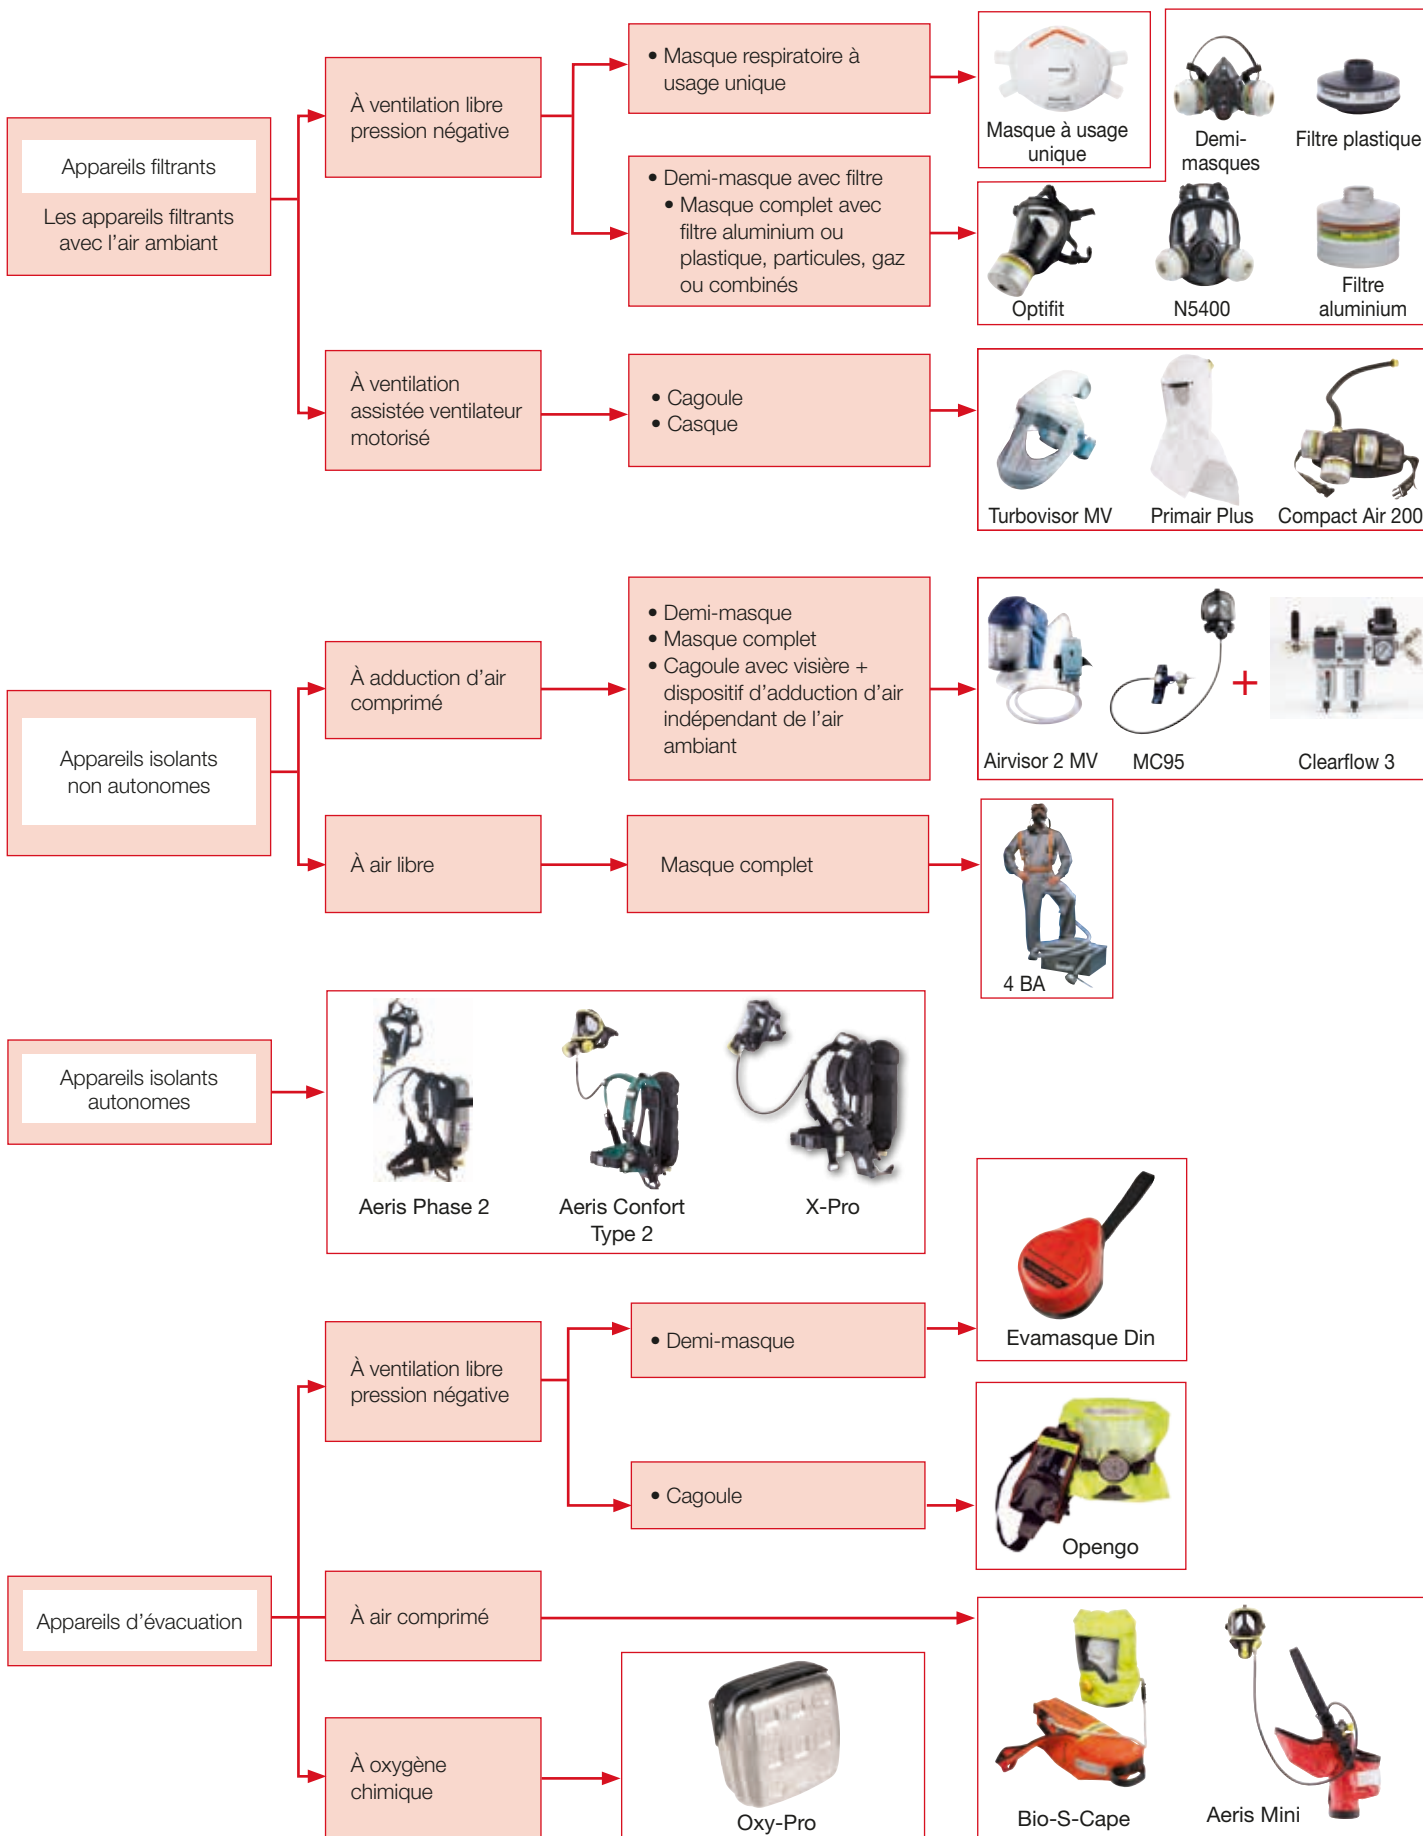 Appareils filtrants
Les appareils filtrants
avec l'air ambiant
À ventilation libre
pression négative
• Masque respiratoire à
usage unique
Masque à usage
unique
• Demi-masque avec filtre
• Masque complet avec
filtre aluminium ou
plastique, particules, gaz
ou combinés
Demi-
masques
Filtre plastique
Optifit
N5400
Filtre
aluminium
À ventilation
assistée ventilateur
motorisé
• Cagoule
• Casque
Turbovisor MV
Primair Plus
Compact Air 200
Appareils isolants
non autonomes
À adduction d'air
comprimé
• Demi-masque
• Masque complet
• Cagoule avec visière +
dispositif d'adduction d'air
indépendant de l'air
ambiant
+
Airvisor 2 MV
MC95
Clearflow 3
À air libre
Masque complet
4 BA
Appareils isolants
autonomes
Aeris Phase 2
Aeris Confort
Type 2
X-Pro
Appareils d'évacuation
À ventilation libre
pression négative
• Demi-masque
Evamasque Din
• Cagoule
Opengo
À air comprimé
Bio-S-Cape
Aeris Mini
À oxygène
chimique
Oxy-Pro